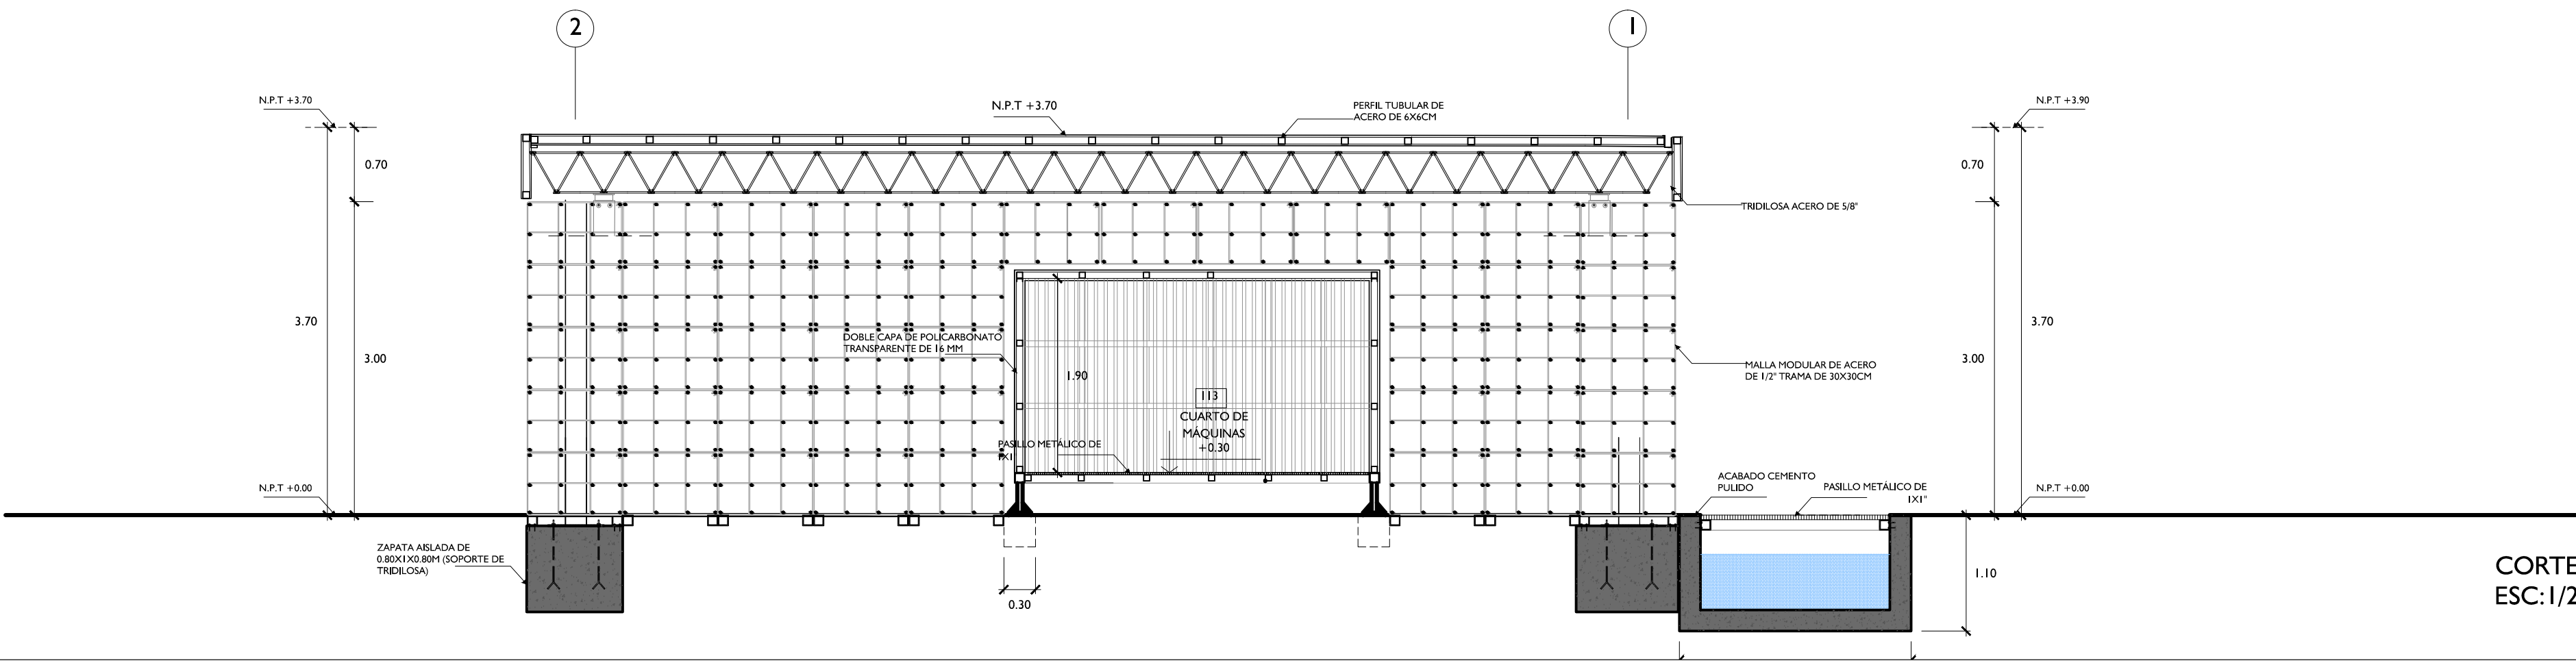 2
1
N.P.T +3.70
N.P.T +3.70
PERFIL TUBULAR DE
ACERO DE 6X6CM
N.P.T +3.90
0.70
0.70
TRIDILOSA ACERO DE 5/8"
3.70
3.00
DOBLE CAPA DE POLICARBONATO
TRANSPARENTE DE 16 MM
1.90
113
CUARTO DE
MÁQUINAS
+0.30
PASILLO METÁLICO DE
1X1"
MALLA MODULAR DE ACERO
DE 1/2" TRAMA DE 30X30CM
3.00
3.70
N.P.T +0.00
ACABADO CEMENTO
PULIDO
PASILLO METÁLICO DE
1X1"
N.P.T +0.00
ZAPATA AISLADA DE
0.80X1X0.80M (SOPORTE DE
TRIDILOSA)
0.30
1.10
CORTE
ESC:1/2